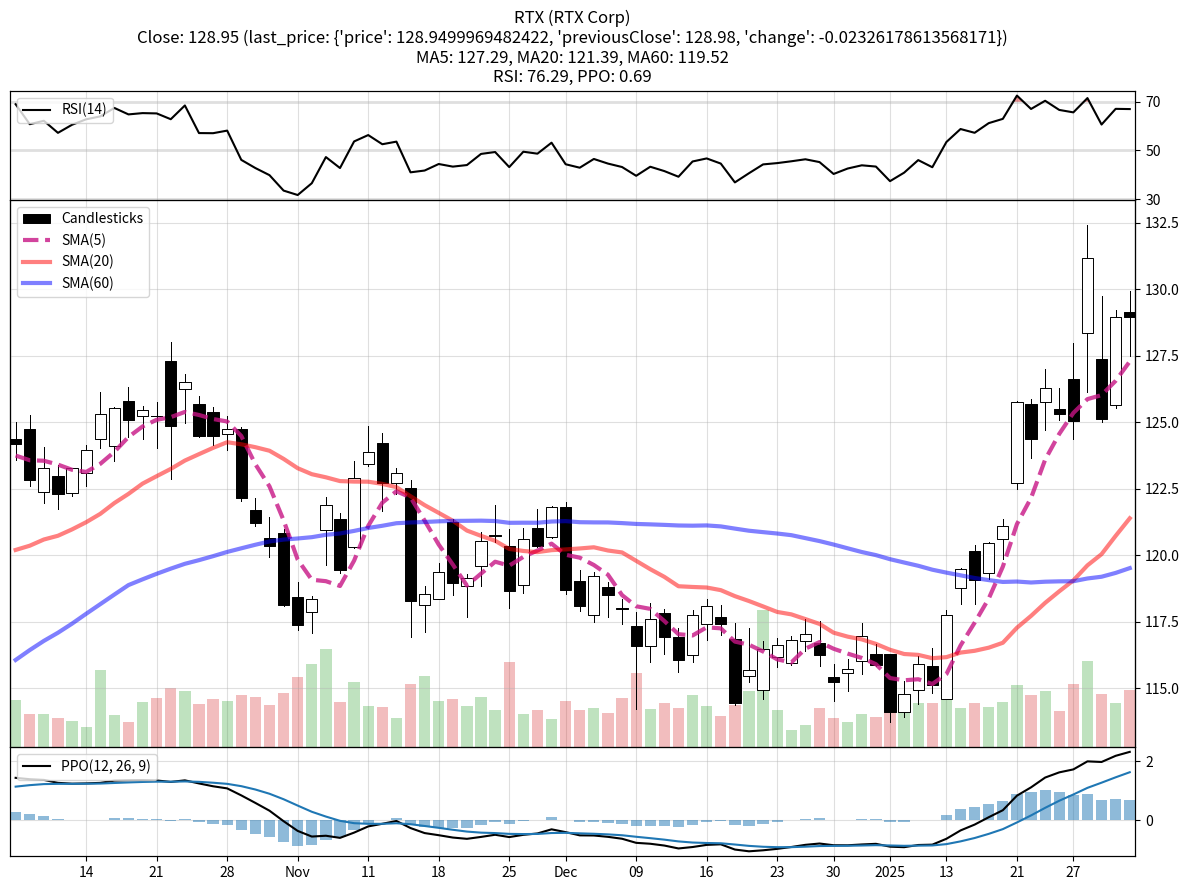 RTX (RTX Corp)
Close: 128.95 (last_price: {'price': 128.9499969482422, 'previousClose': 128.98, 'change': -0.02326178613568171})
MA5: 127.29, MA20: 121.39, MA60: 119.52
RSI: 76.29, PPO: 0.69
RSI(14)
70
50
30
Candlesticks
SMA(5)
SMA(20)
SMA(60)
132.5
130.0
127.5
125.0
122.5
120.0
117.5
115.0
PPO(12, 26, 9)
2
0
14 21 28 Nov 11 18 25 Dec 09 16 23 30 2025 13 21 27